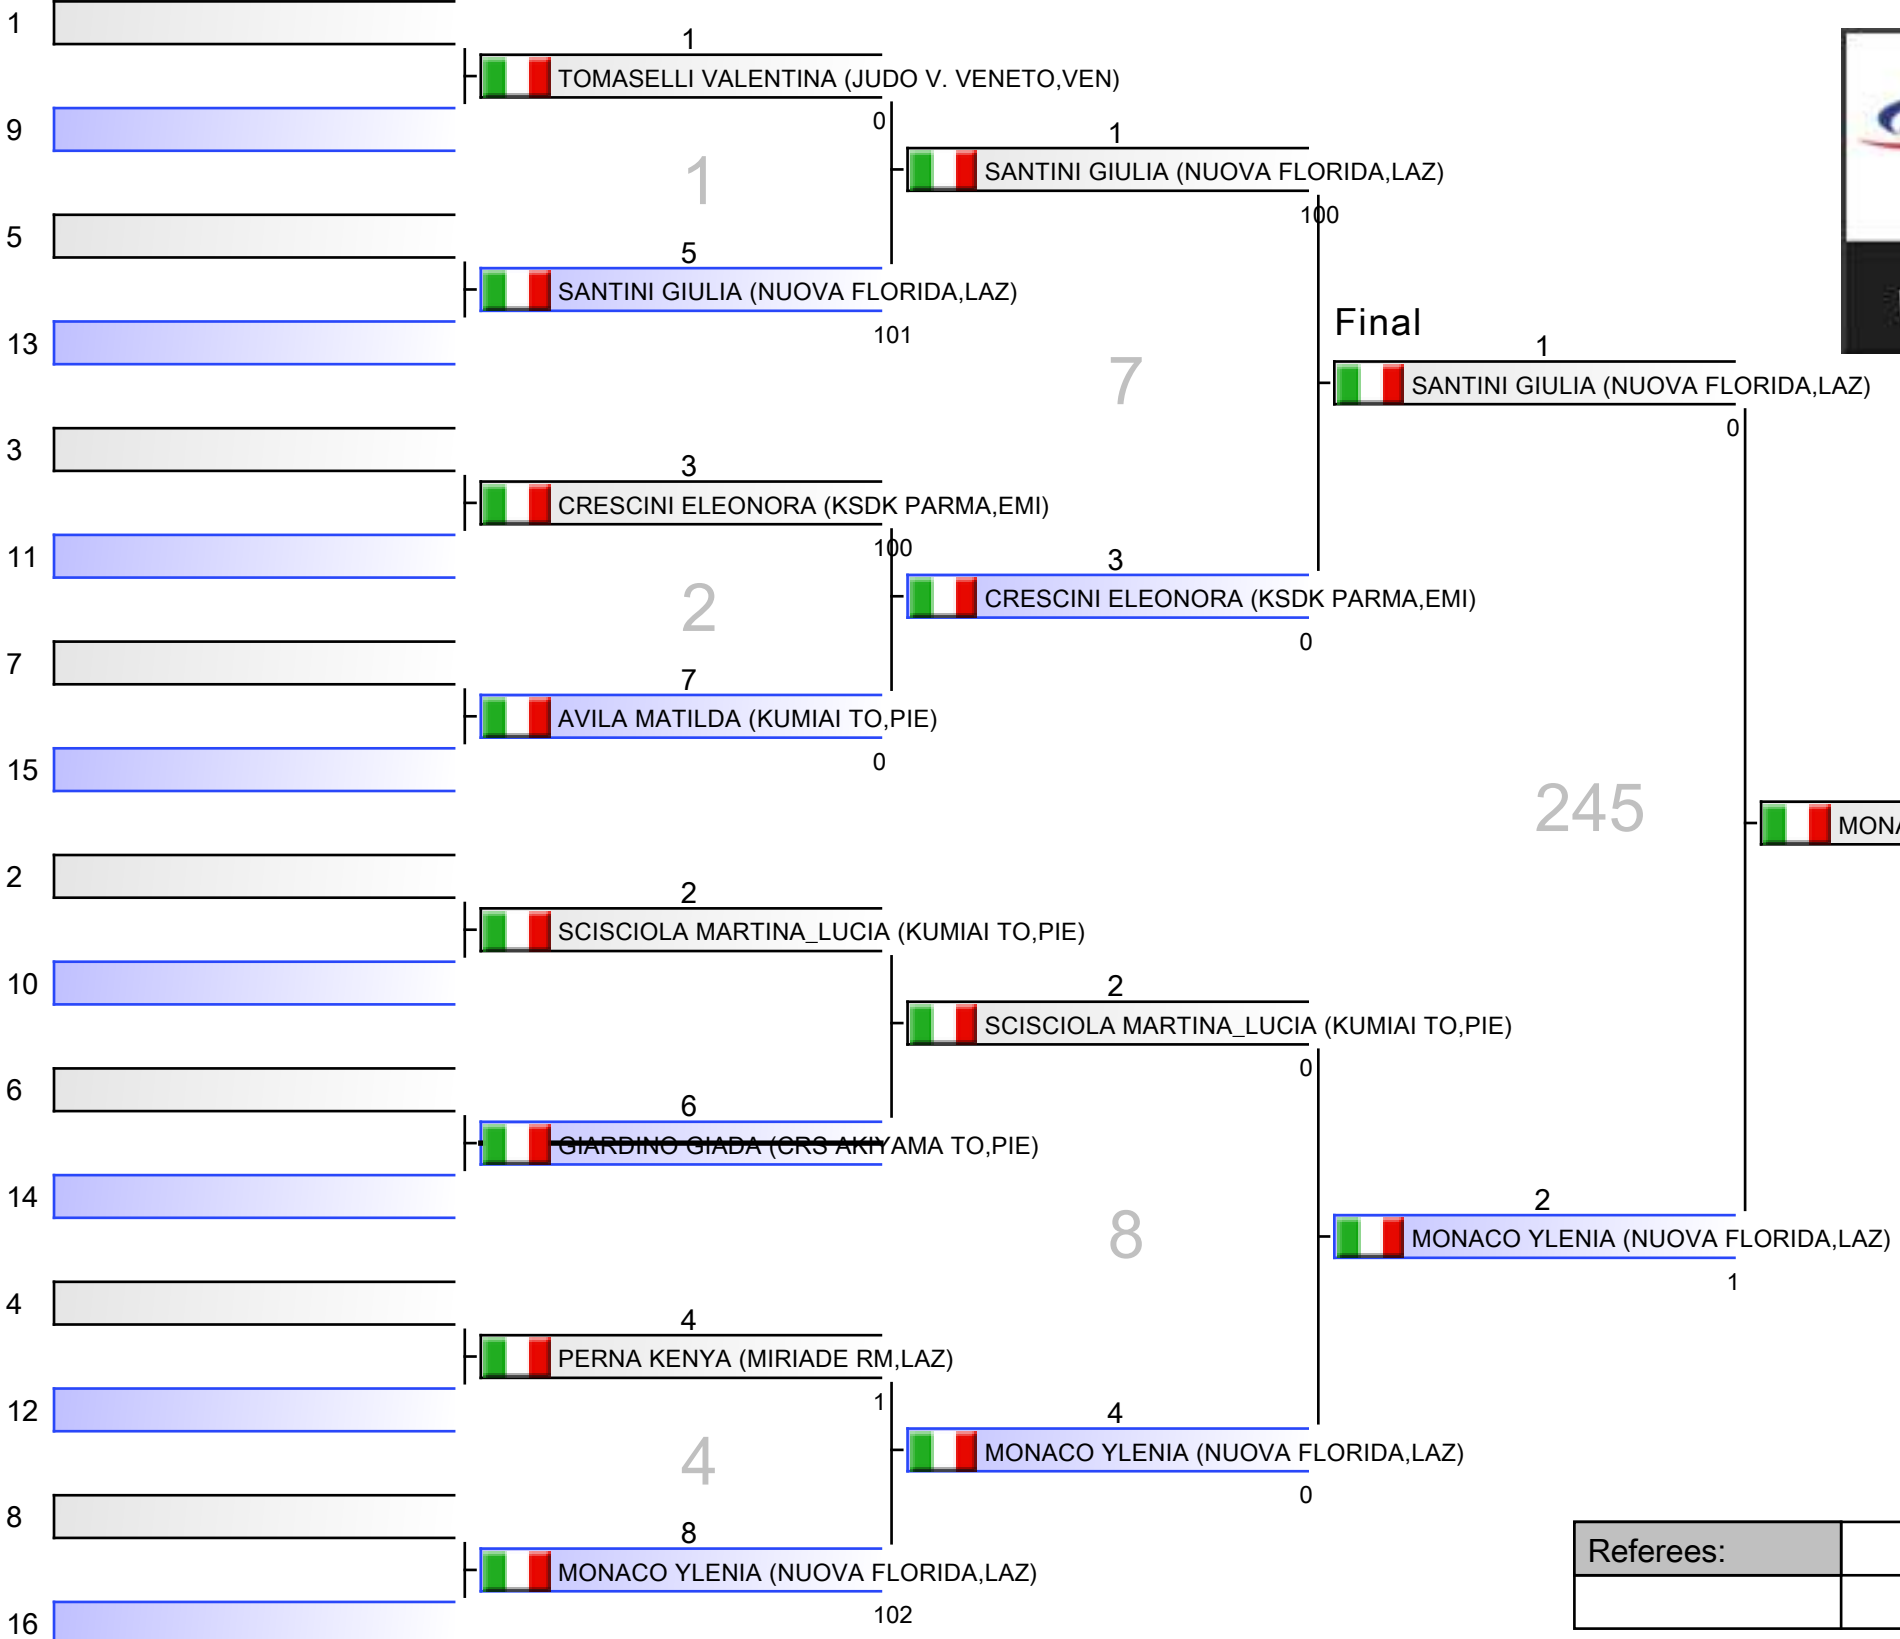 1
1
TOMASELLI VALENTINA (JUDO V. VENETO,VEN)
0
9
1
1
SANTINI GIULIA (NUOVA FLORIDA,LAZ)
100
5
5
SANTINI GIULIA (NUOVA FLORIDA,LAZ)
101
13
Final
1
SANTINI GIULIA (NUOVA FLORIDA,LAZ)
0
7
3
3
CRESCINI ELEONORA (KSDK PARMA,EMI)
100
11
3
CRESCINI ELEONORA (KSDK PARMA,EMI)
0
2
7
7
AVILA MATILDA (KUMIAI TO,PIE)
0
15
245
MONA
2
2
SCISCIOLA MARTINA_LUCIA (KUMIAI TO,PIE)
10
2
SCISCIOLA MARTINA_LUCIA (KUMIAI TO,PIE)
0
6
6
GIARDINO GIADA (CRS AKIYAMA TO,PIE)
14
8
2
MONACO YLENIA (NUOVA FLORIDA,LAZ)
1
4
4
PERNA KENYA (MIRIADE RM,LAZ)
1
12
4
MONACO YLENIA (NUOVA FLORIDA,LAZ)
0
4
8
8
MONACO YLENIA (NUOVA FLORIDA,LAZ)
102
16
Referees: